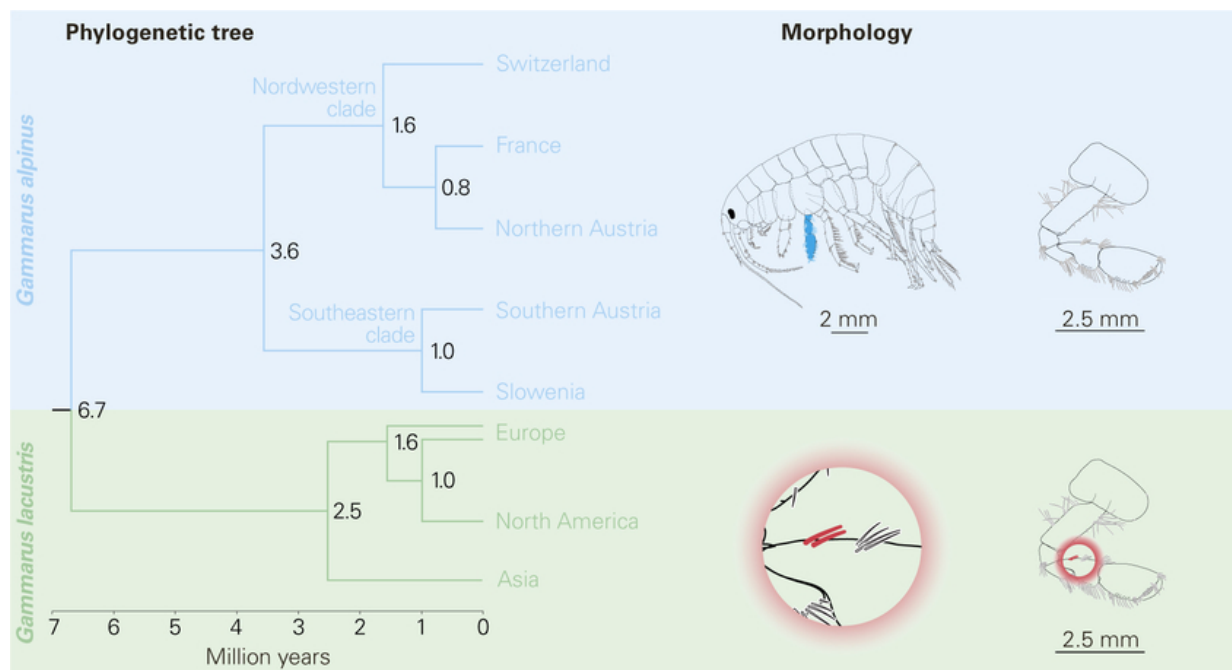 Phylogenetic tree
Morphology
Gammarus alpinus
Nordwestern
clade
Switzerland
1.6
France
0.8
Northern Austria
3.6
Southeastern
clade
Southern Austria
1.0
Slowenia
6.7
2 mm
2.5 mm
Gammarus lacustris
Europe
1.6
1.0
2.5
North America
Asia
7 6 5 4 3 2 1 0
Million years
2.5 mm